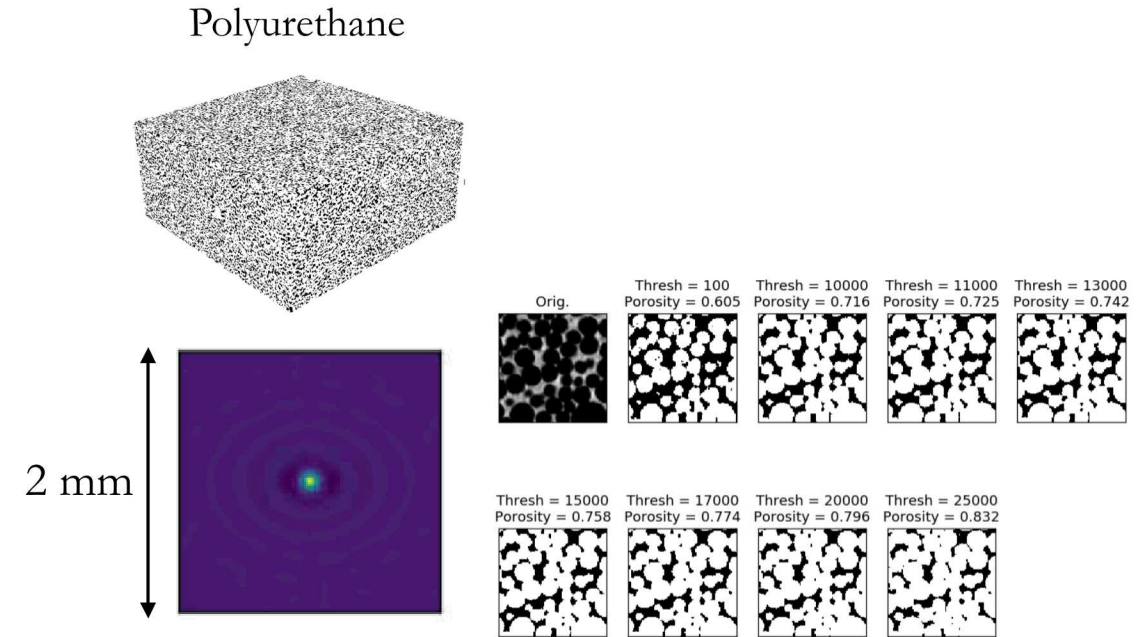 Polyurethane
2 mm
Orig.
Thresh = 100
Porosity = 0.605
Thresh = 10000
Porosity = 0.716
Thresh = 11000
Porosity = 0.725
Thresh = 13000
Porosity = 0.742
Thresh = 15000
Porosity = 0.758
Thresh = 17000
Porosity = 0.774
Thresh = 20000
Porosity = 0.796
Thresh = 25000
Porosity = 0.832